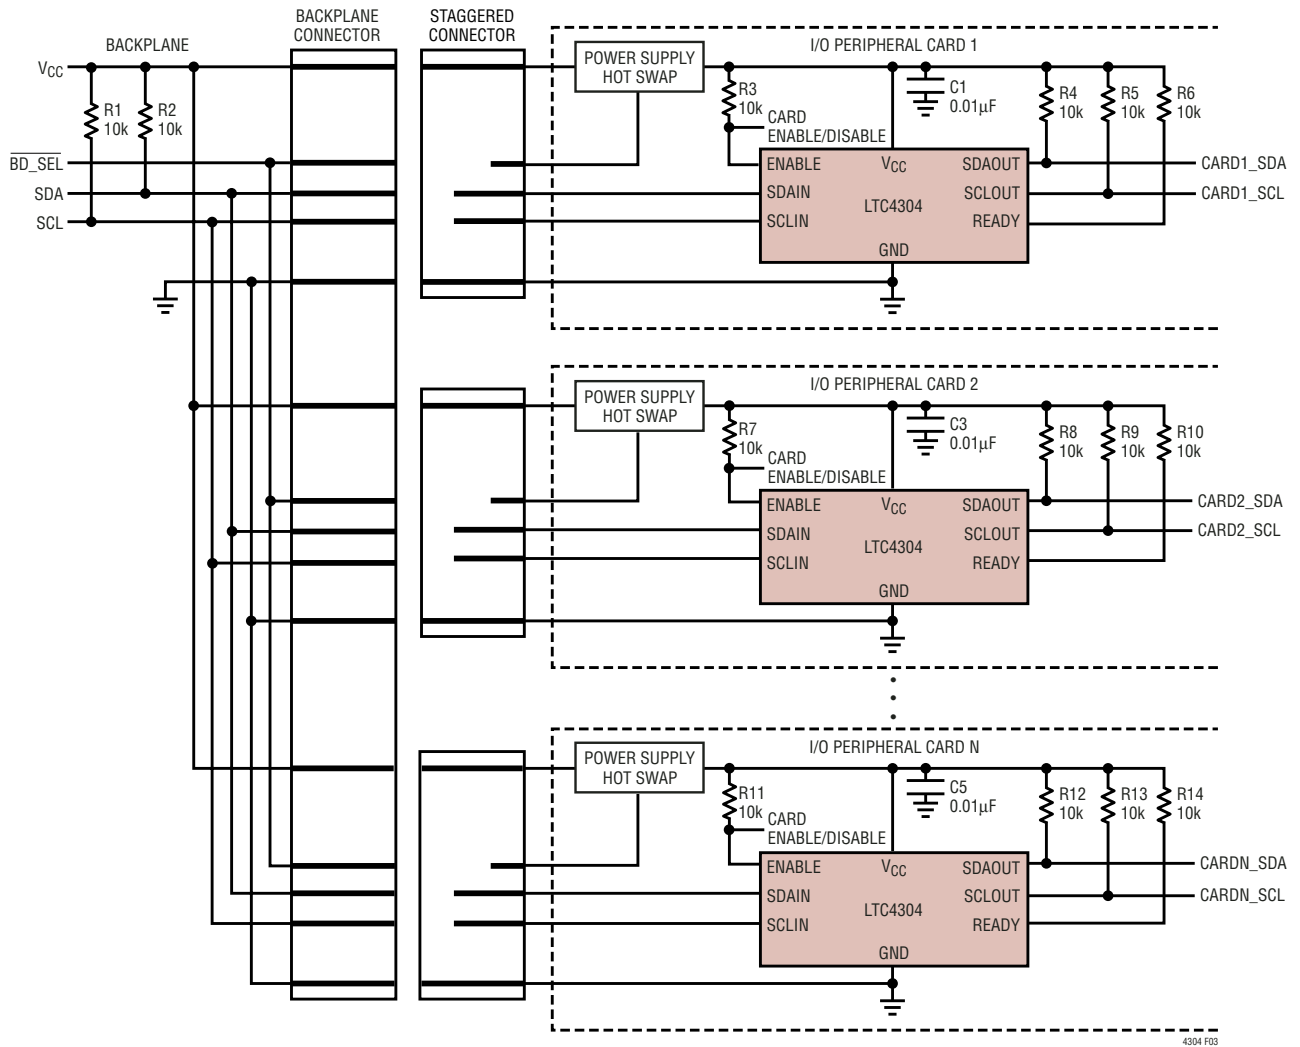 BACKPLANE
CONNECTOR
STAGGERED
CONNECTOR
BACKPLANE
VCC
R1
10k
R2
10k
BD_SEL
SDA
SCL
I/O PERIPHERAL CARD 1
POWER SUPPLY
HOT SWAP
R3
10k
CARD
ENABLE/DISABLE
C1
0.01µF
R4
10k
R5
10k
R6
10k
ENABLE
VCC
SDAOUT
CARD1_SDA
SDAIN
SCLOUT
CARD1_SCL
LTC4304
SCLIN
READY
GND
I/O PERIPHERAL CARD 2
POWER SUPPLY
HOT SWAP
R7
10k
CARD
ENABLE/DISABLE
C3
0.01µF
R8
10k
R9
10k
R10
10k
ENABLE
VCC
SDAOUT
CARD2_SDA
SDAIN
SCLOUT
CARD2_SCL
LTC4304
SCLIN
READY
GND
I/O PERIPHERAL CARD N
POWER SUPPLY
HOT SWAP
R11
10k
CARD
ENABLE/DISABLE
C5
0.01µF
R12
10k
R13
10k
R14
10k
ENABLE
VCC
SDAOUT
CARDN_SDA
SDAIN
SCLOUT
CARDN_SCL
LTC4304
SCLIN
READY
GND
4304 F03